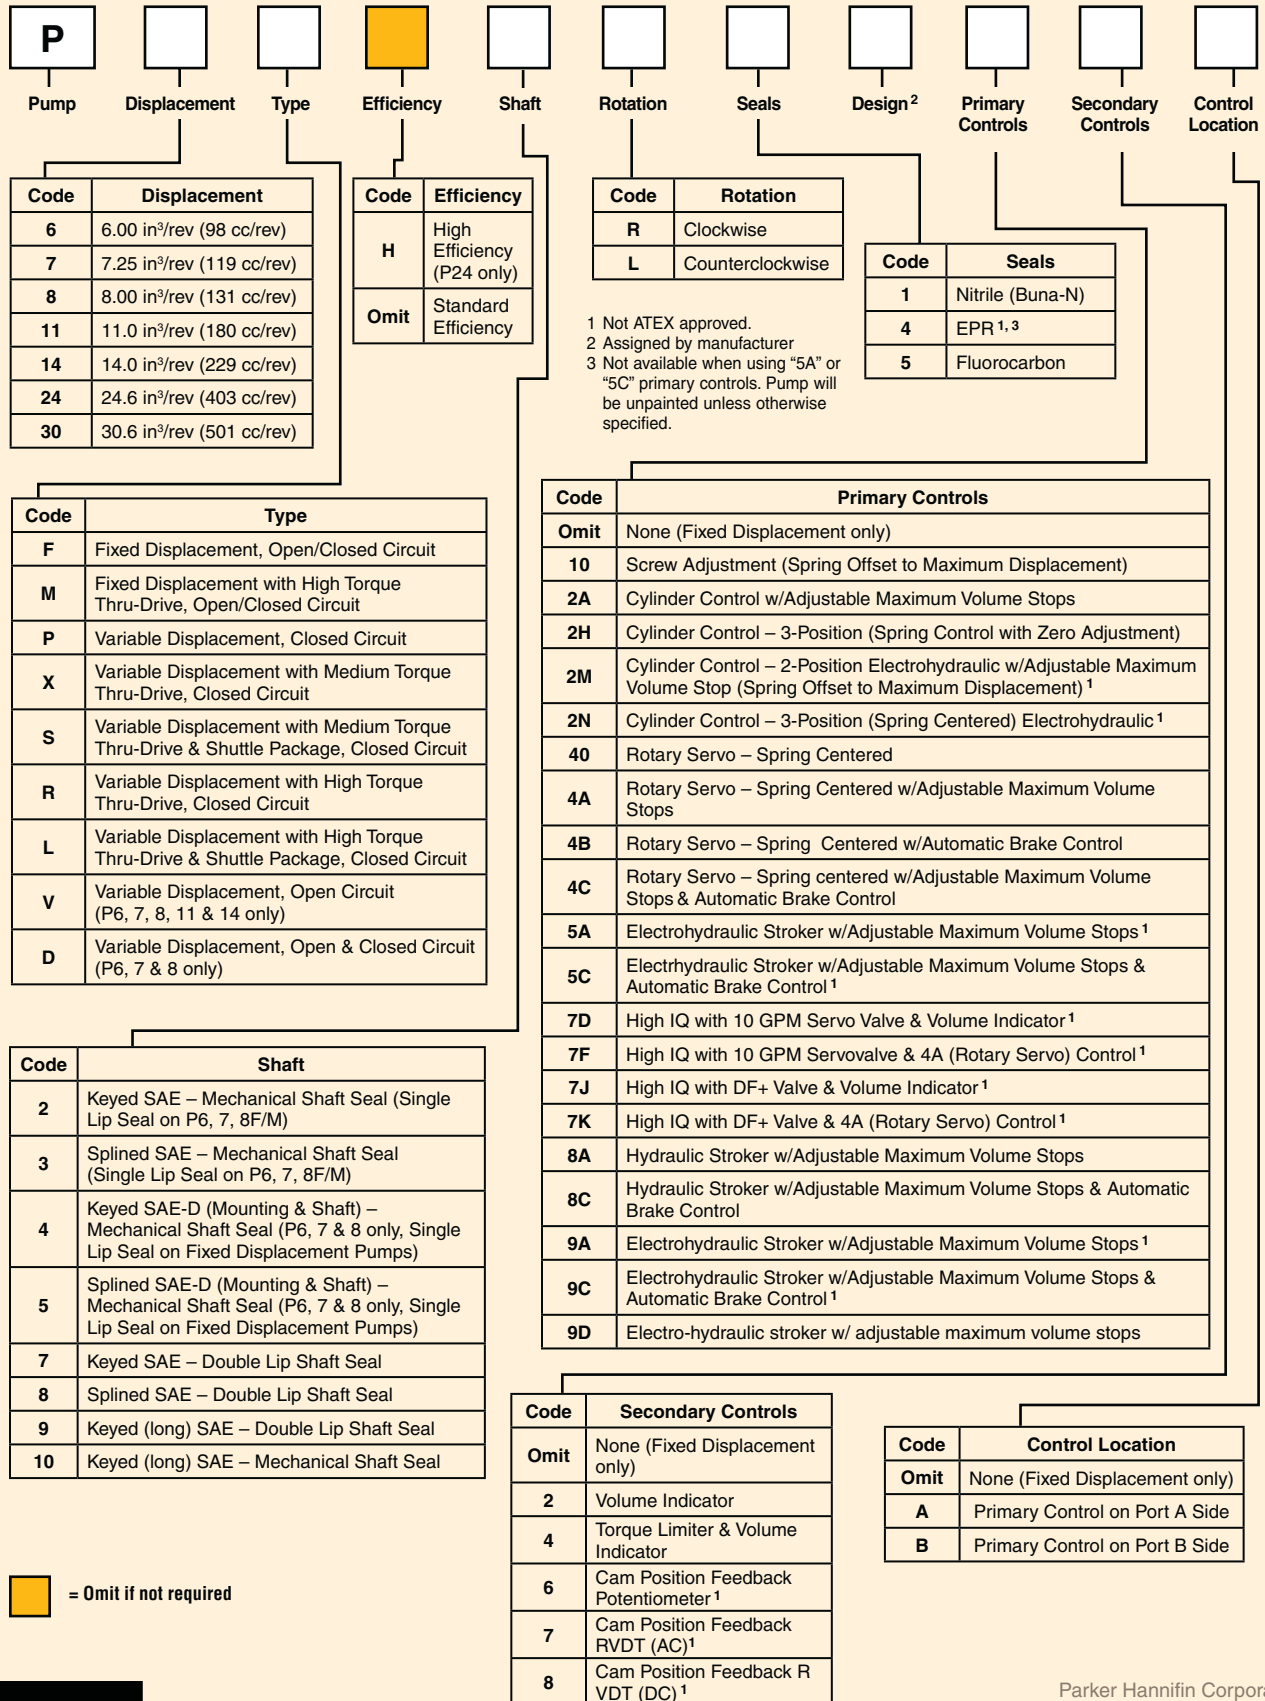 P
Pump
Displacement
Type
Efficiency
Shaft
Rotation
Seals
Design 2
Primary
Controls
Secondary
Controls
Control
Location
Code Displacement
6 6.00 in³/rev (98 cc/rev)
7 7.25 in³/rev (119 cc/rev)
8 8.00 in³/rev (131 cc/rev)
11 11.0 in³/rev (180 cc/rev)
14 14.0 in³/rev (229 cc/rev)
24 24.6 in³/rev (403 cc/rev)
30 30.6 in³/rev (501 cc/rev)
Code Efficiency
H High
Efficiency
(P24 only)
Omit Standard
Efficiency
Code Rotation
R Clockwise
L Counterclockwise
Code Seals
1 Nitrile (Buna-N)
4 EPR 1, 3
5 Fluorocarbon
1 Not ATEX approved.
2 Assigned by manufacturer
3 Not available when using “5A” or
“5C” primary controls. Pump will
be unpainted unless otherwise
specified.
Code Type
F Fixed Displacement, Open/Closed Circuit
M Fixed Displacement with High Torque
Thru-Drive, Open/Closed Circuit
P Variable Displacement, Closed Circuit
X Variable Displacement with Medium Torque
Thru-Drive, Closed Circuit
S Variable Displacement with Medium Torque
Thru-Drive & Shuttle Package, Closed Circuit
R Variable Displacement with High Torque
Thru-Drive, Closed Circuit
L Variable Displacement with High Torque
Thru-Drive & Shuttle Package, Closed Circuit
V Variable Displacement, Open Circuit
(P6, 7, 8, 11 & 14 only)
D Variable Displacement, Open & Closed Circuit
(P6, 7 & 8 only)
Code Primary Controls
Omit None (Fixed Displacement only)
10 Screw Adjustment (Spring Offset to Maximum Displacement)
2A Cylinder Control w/Adjustable Maximum Volume Stops
2H Cylinder Control – 3-Position (Spring Control with Zero Adjustment)
2M Cylinder Control – 2-Position Electrohydraulic w/Adjustable Maximum
Volume Stop (Spring Offset to Maximum Displacement) 1
2N Cylinder Control – 3-Position (Spring Centered) Electrohydraulic 1
40 Rotary Servo – Spring Centered
4A Rotary Servo – Spring Centered w/Adjustable Maximum Volume
Stops
4B Rotary Servo – Spring Centered w/Automatic Brake Control
4C Rotary Servo – Spring centered w/Adjustable Maximum Volume
Stops & Automatic Brake Control
5A Electrohydraulic Stroker w/Adjustable Maximum Volume Stops 1
5C Electrhydraulic Stroker w/Adjustable Maximum Volume Stops &
Automatic Brake Control 1
7D High IQ with 10 GPM Servo Valve & Volume Indicator 1
7F High IQ with 10 GPM Servovalve & 4A (Rotary Servo) Control 1
7J High IQ with DF+ Valve & Volume Indicator 1
7K High IQ with DF+ Valve & 4A (Rotary Servo) Control 1
8A Hydraulic Stroker w/Adjustable Maximum Volume Stops
8C Hydraulic Stroker w/Adjustable Maximum Volume Stops & Automatic
Brake Control
9A Electrohydraulic Stroker w/Adjustable Maximum Volume Stops 1
9C Electrohydraulic Stroker w/Adjustable Maximum Volume Stops &
Automatic Brake Control 1
9D Electro-hydraulic stroker w/ adjustable maximum volume stops
Code Shaft
2 Keyed SAE – Mechanical Shaft Seal (Single
Lip Seal on P6, 7, 8F/M)
3 Splined SAE – Mechanical Shaft Seal
(Single Lip Seal on P6, 7, 8F/M)
4 Keyed SAE-D (Mounting & Shaft) –
Mechanical Shaft Seal (P6, 7 & 8 only, Single
Lip Seal on Fixed Displacement Pumps)
5 Splined SAE-D (Mounting & Shaft) –
Mechanical Shaft Seal (P6, 7 & 8 only, Single
Lip Seal on Fixed Displacement Pumps)
7 Keyed SAE – Double Lip Shaft Seal
8 Splined SAE – Double Lip Shaft Seal
9 Keyed (long) SAE – Double Lip Shaft Seal
10 Keyed (long) SAE – Mechanical Shaft Seal
Code Secondary Controls
Omit None (Fixed Displacement
only)
2 Volume Indicator
4 Torque Limiter & Volume
Indicator
6 Cam Position Feedback
Potentiometer 1
7 Cam Position Feedback
RVDT (AC) 1
8 Cam Position Feedback R
VDT (DC) 1
Code Control Location
Omit None (Fixed Displacement only)
A Primary Control on Port A Side
B Primary Control on Port B Side
= Omit if not required
Parker Hannifin Corpora